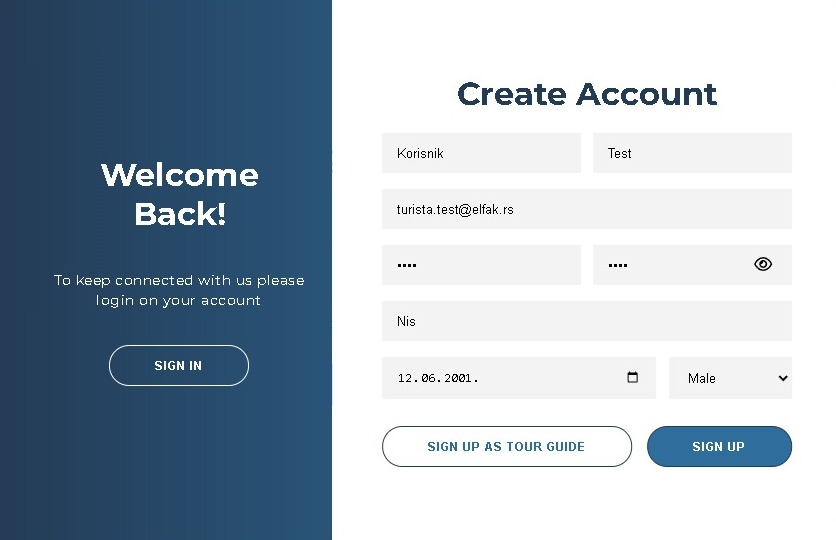 Welcome
Back!
To keep connected with us please
login on your account
SIGN IN
Create Account
Korisnik Test
turista.test@elfak.rs
•••• ••••
Nis
12.06.2001. Male
SIGN UP AS TOUR GUIDE SIGN UP